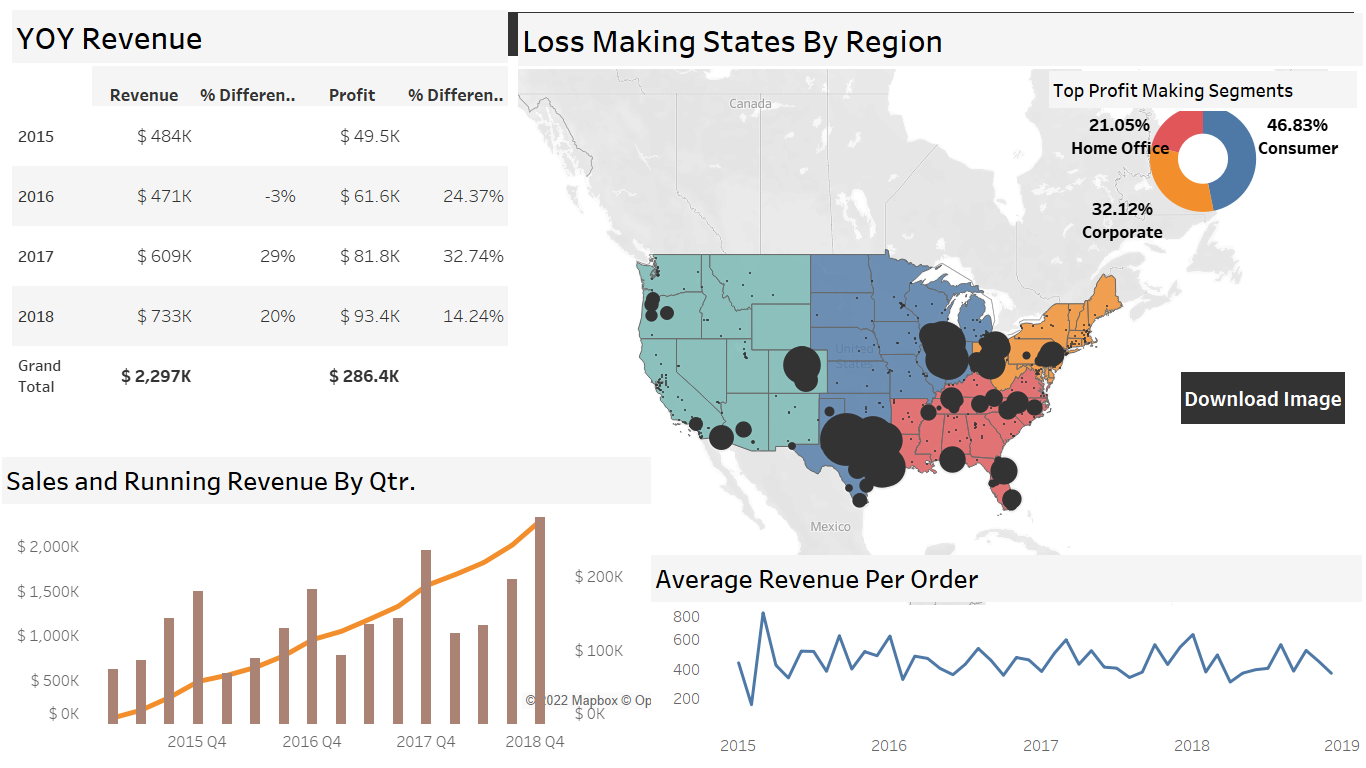 YOY Revenue
Revenue % Differen.. Profit % Differen..
2015 $ 484K $ 49.5K
2016 $ 471K -3% $ 61.6K 24.37%
2017 $ 609K 29% $ 81.8K 32.74%
2018 $ 733K 20% $ 93.4K 14.24%
Grand
Total $ 2,297K $ 286.4K
Loss Making States By Region
Top Profit Making Segments
21.05%
Home Office
46.83%
Consumer
32.12%
Corporate
Canada
United
States
Mexico
Download Image
Sales and Running Revenue By Qtr.
$ 2,000K
$ 1,500K
$ 1,000K
$ 500K
$ 0K
$ 200K
$ 100K
$ 0K
© 2022 Mapbox © Op
2015 Q4 2016 Q4 2017 Q4 2018 Q4
Average Revenue Per Order
800
600
400
200
2015 2016 2017 2018 2019